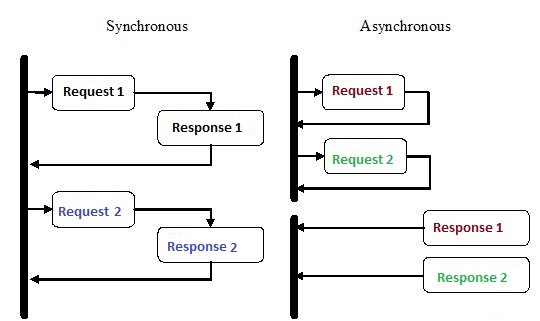 Synchronous
Asynchronous
Request 1
Response 1
Request 2
Response 2
Request 1
Request 2
Response 1
Response 2